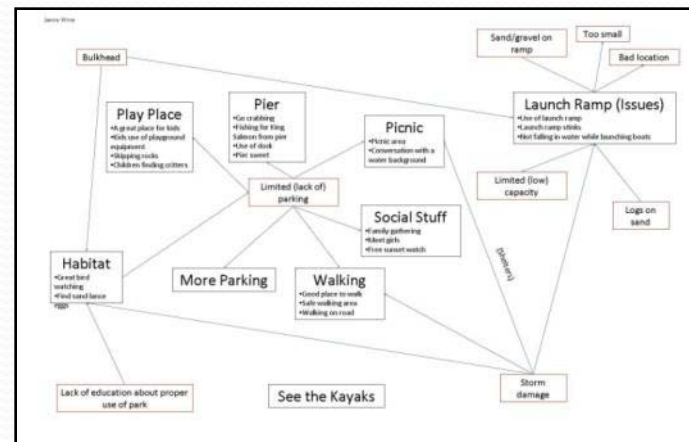 Bulkhead
Sand/gravel on
ramp
Too small
Bad location
Play Place
•A great place for kids
•Kids use of playground
equipment
•Skipping rocks
•Children finding critters
Pier
•Go crabbing
•Fishing for King
Salmon from pier
•Use of dock
•Pier sweet
Picnic
•Picnic area
•Conversation with a
water background
Launch Ramp (Issues)
•Use of launch ramp
•Launch ramp stinks
•Not falling in water while launching boats
Limited (lack of)
parking
Limited (low)
capacity
Logs on
sand
Social Stuff
•Family gathering
•Meet girls
•Free sunset watch
(Shelters)
Habitat
•Great bird
watching
•Find sand lance
eggs
More Parking
Walking
•Good place to walk
•Safe walking area
•Walking on road
Lack of education about proper
use of park
See the Kayaks
Storm
damage